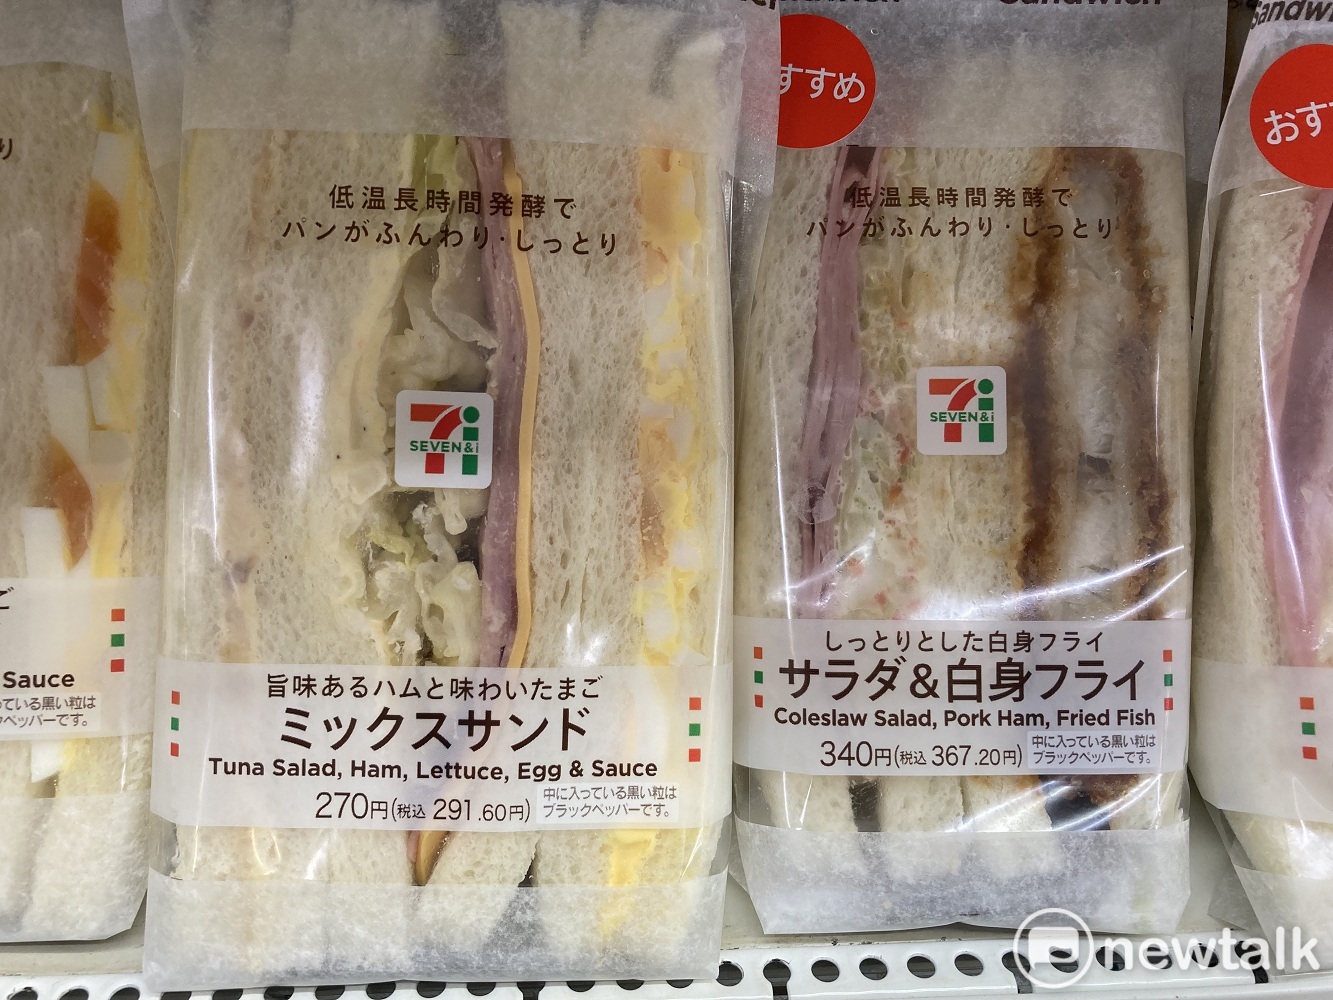 低温長時間発酵で
パンがふんわり・しっとり
SEVEN&i
旨味あるハムと味わいたまご
ミックスサンド
Tuna Salad, Ham, Lettuce, Egg & Sauce
270円(税込 291.60円)
中に入っている黒い粒は
ブラックペッパーです。
すすめ
低温長時間発酵で
パンがふんわり・しっとり
SEVEN&i
しっとりとした白身フライ
サラダ&白身フライ
Coleslaw Salad, Pork Ham, Fried Fish
340円(税込 367.20円)
中に入っている黒い粒は
ブラックペッパーです。
り
ご
Sauce
っている黒い粒は
ペッパーです。
おす
newtalk